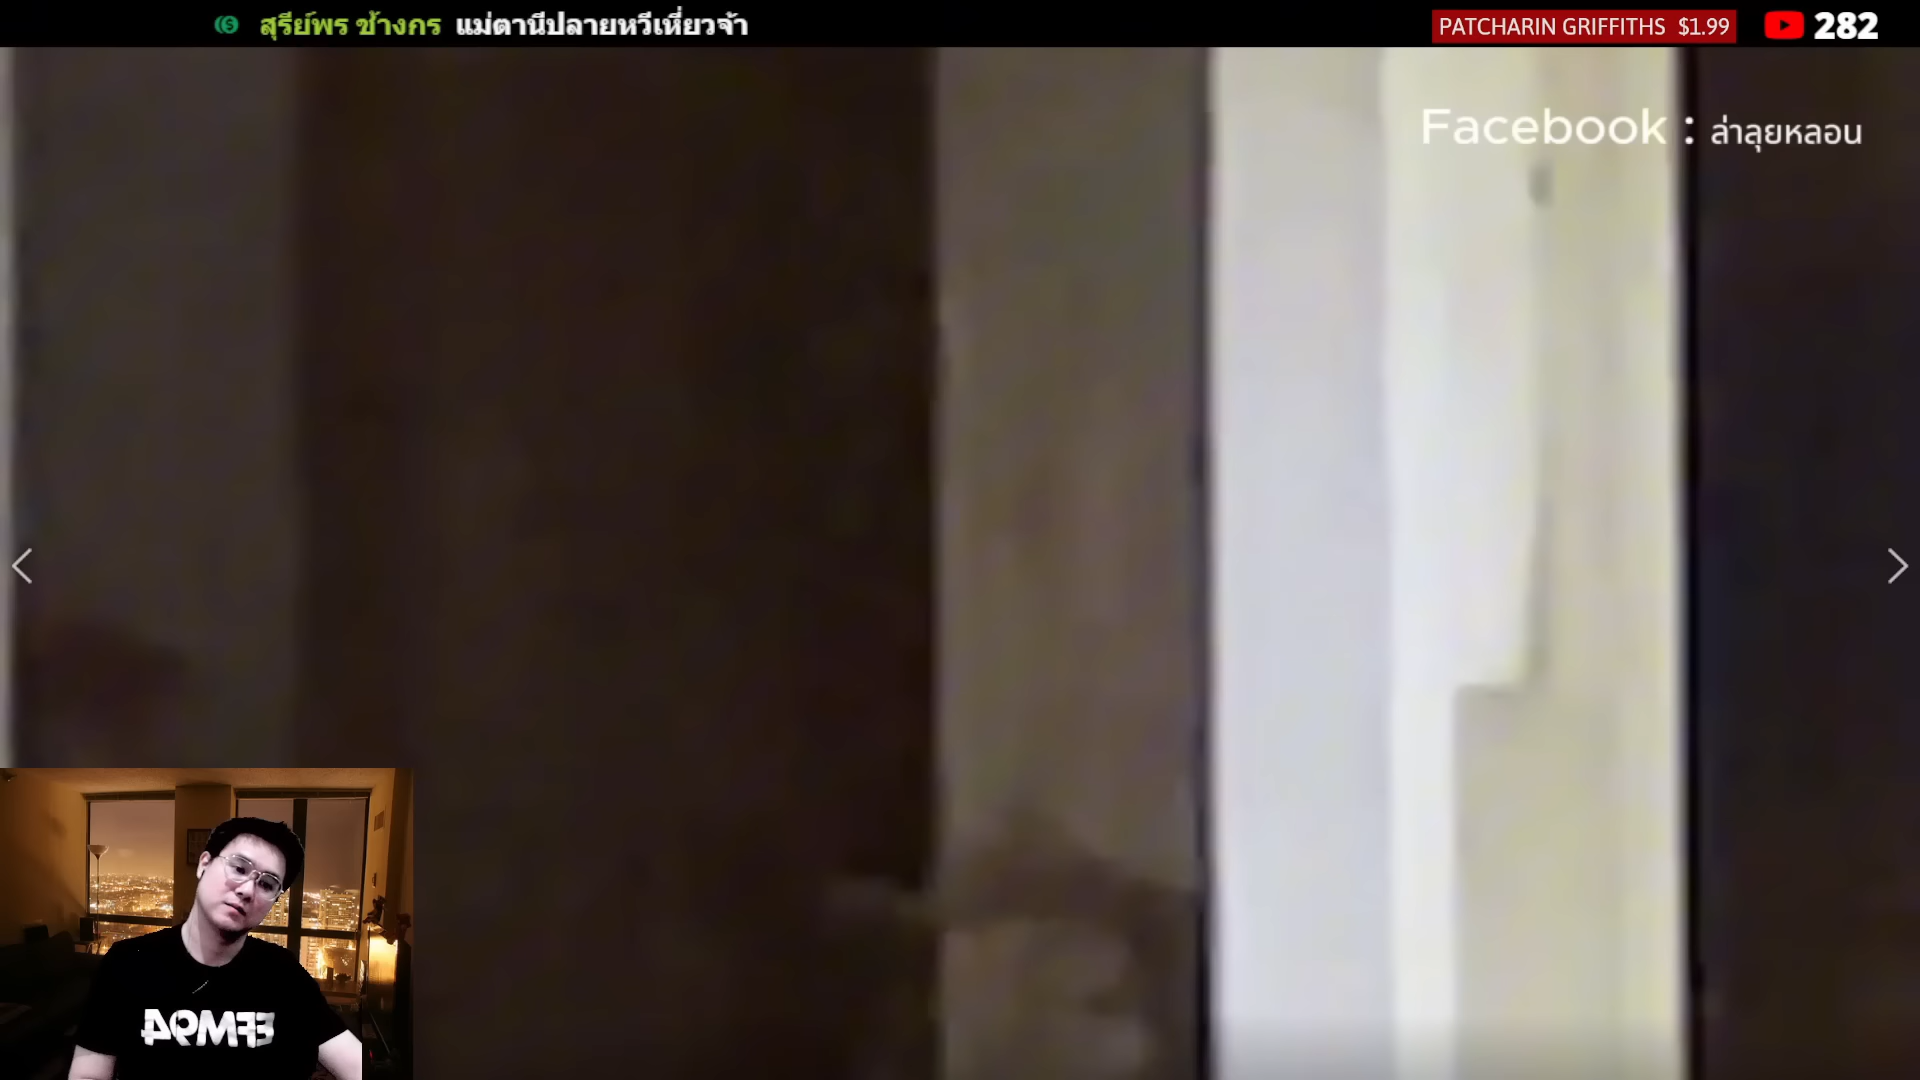 สุรีย์พร ช้างกร แม่ตานีปลายหวีเหี่ยวจ้า
PATCHARIN GRIFFITHS $1.99
282
Facebook : ล่าลุยหลอน
EFM94